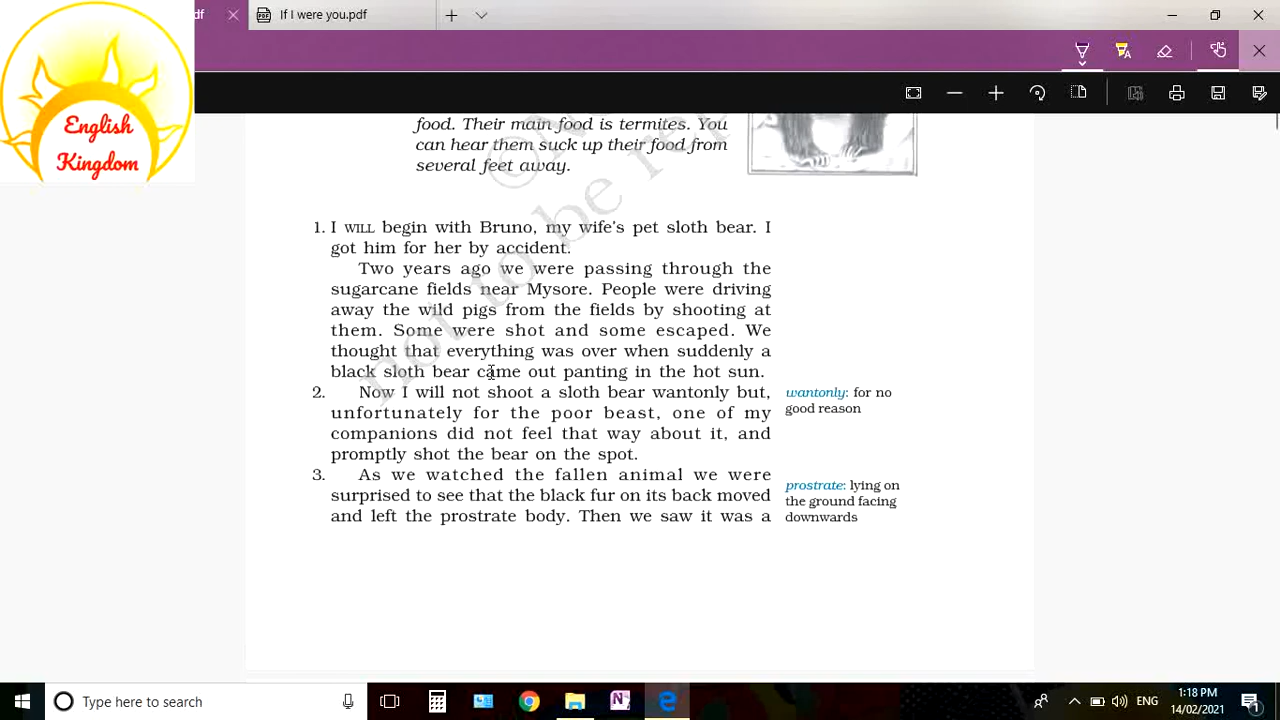 df
If I were you.pdf
English
Kingdom
food. Their main food is termites. You
can hear them suck up their food from
several feet away.
1. I WILL begin with Bruno, my wife's pet sloth bear. I
got him for her by accident.
Two years ago we were passing through the
sugarcane fields near Mysore. People were driving
away the wild pigs from the fields by shooting at
them. Some were shot and some escaped. We
thought that everything was over when suddenly a
black sloth bear came out panting in the hot sun.
2. Now I will not shoot a sloth bear wantonly but,
unfortunately for the poor beast, one of my
companions did not feel that way about it, and
promptly shot the bear on the spot.
wantonly: for no
good reason
3. As we watched the fallen animal we were
surprised to see that the black fur on its back moved
and left the prostrate body. Then we saw it was a
prostrate: lying on
the ground facing
downwards
©N
not to be rep
Type here to search
ENG
1:18 PM
14/02/2021
1